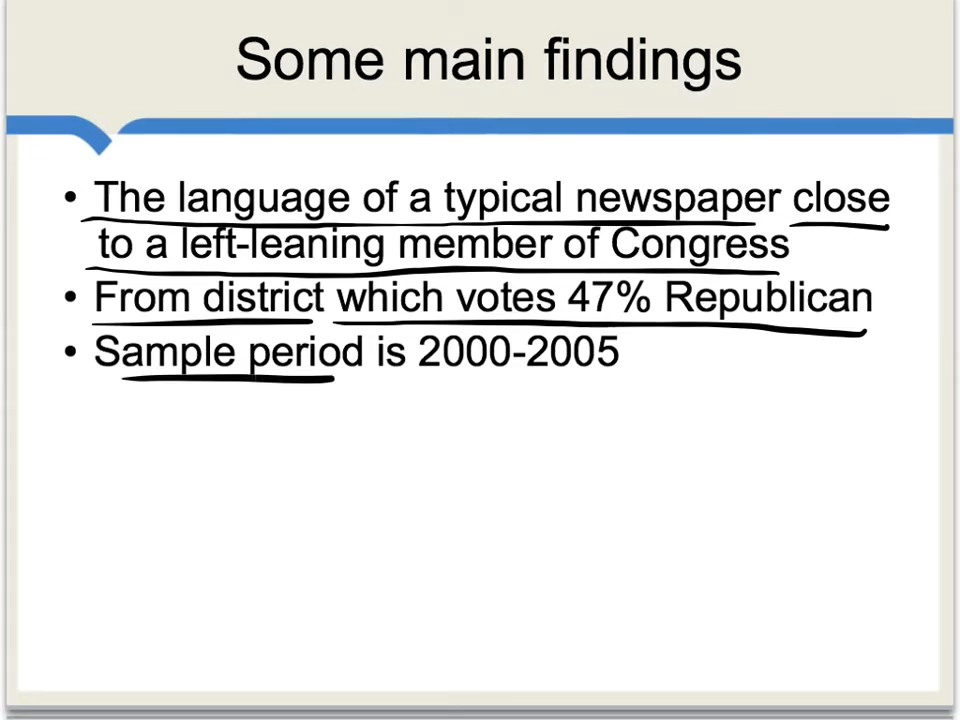 Some main findings
• The language of a typical newspaper close
to a left-leaning member of Congress
• From district which votes 47% Republican
• Sample period is 2000-2005